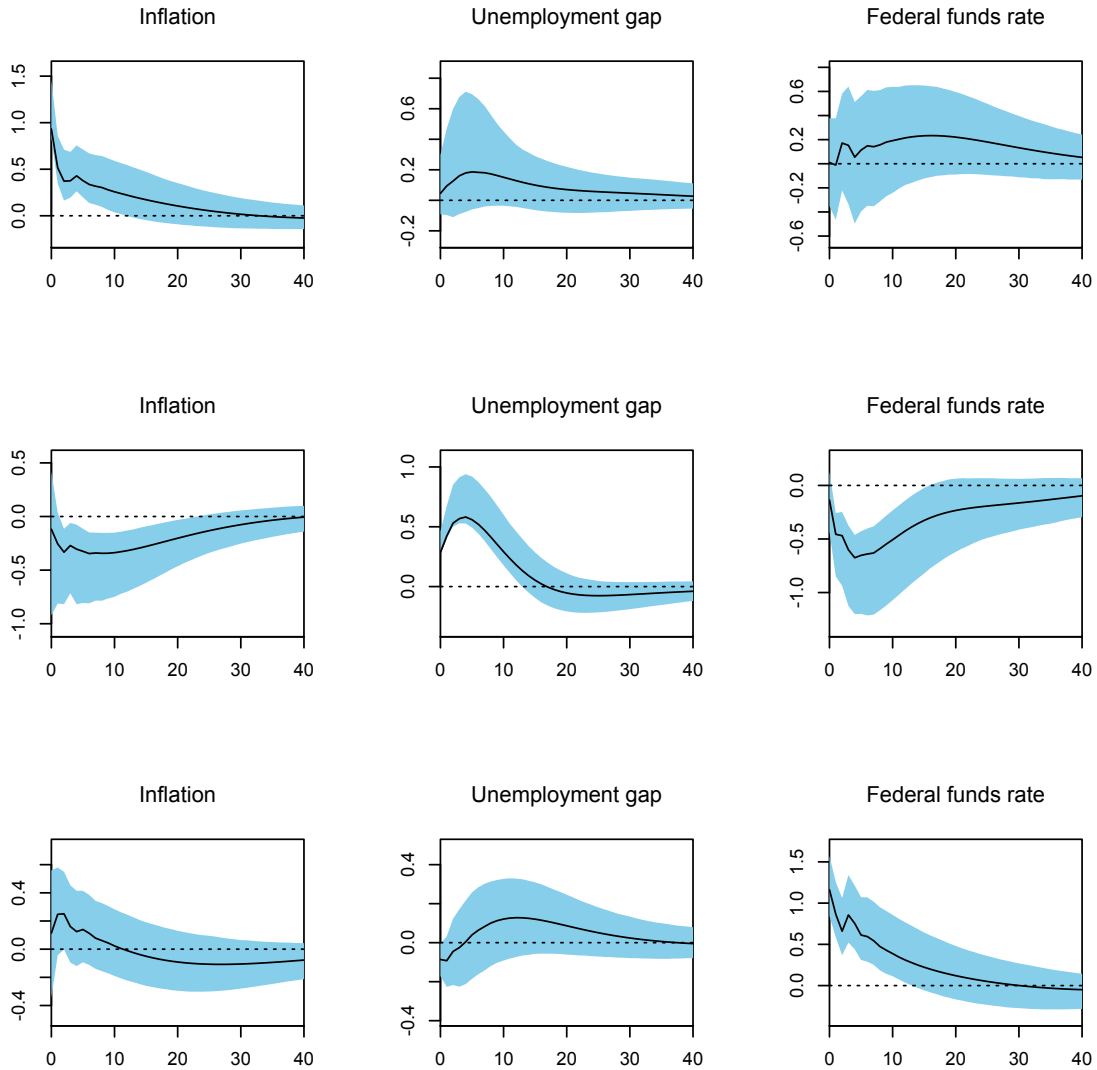 Inflation
Unemployment gap
Federal funds rate
0.0 0.5 1.0 1.5
-0.2 0.2 0.6
-0.6 -0.2 0.2 0.6
0 10 20 30 40
0 10 20 30 40
0 10 20 30 40
Inflation
Unemployment gap
Federal funds rate
-1.0 -0.5 0.0 0.5
0.0 0.5 1.0
-1.0 -0.5 0.0
0 10 20 30 40
0 10 20 30 40
0 10 20 30 40
Inflation
Unemployment gap
Federal funds rate
-0.4 0.0 0.4
-0.4 0.0 0.4
0.0 0.5 1.0 1.5
0 10 20 30 40
0 10 20 30 40
0 10 20 30 40